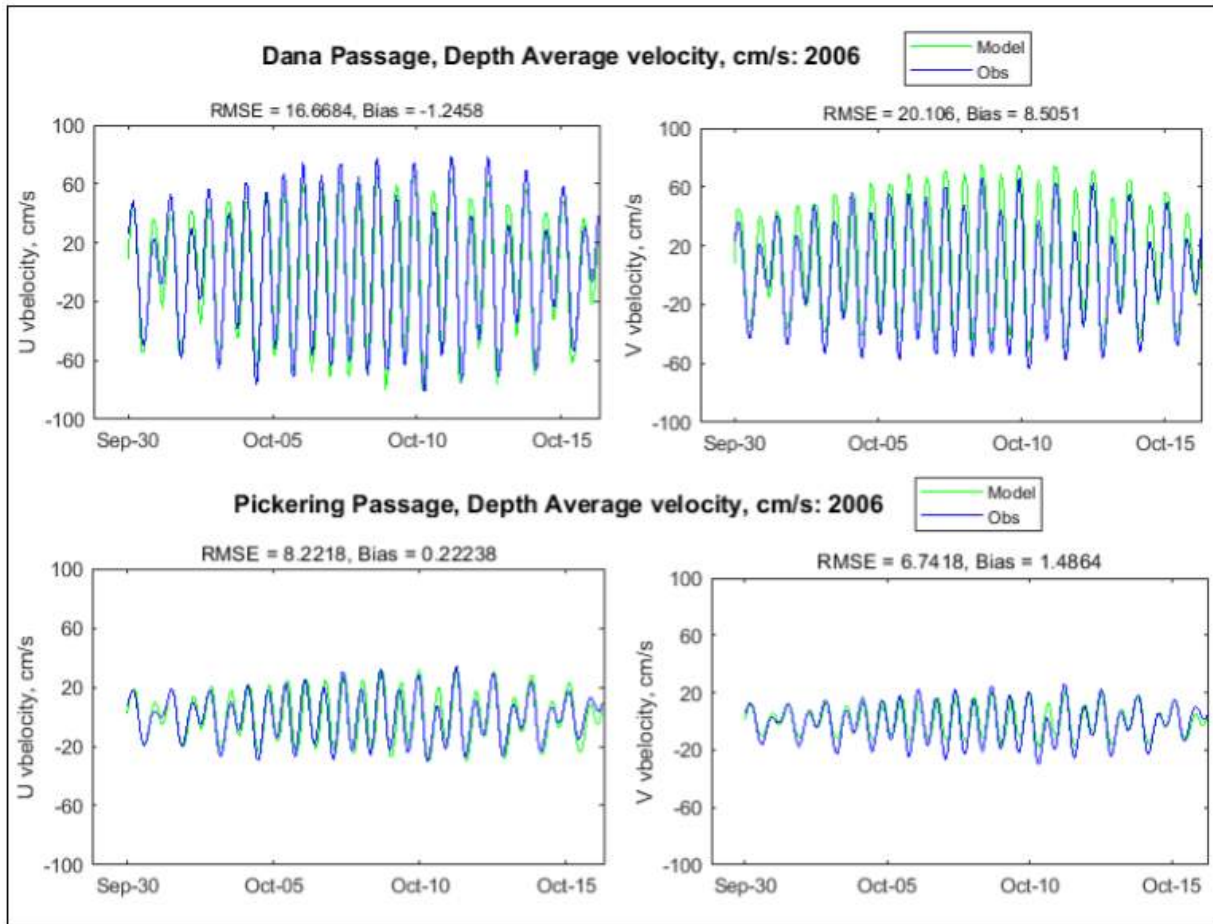 Dana Passage, Depth Average velocity, cm/s: 2006
Model
Obs
RMSE = 16.6684, Bias = -1.2458
100
60
20
-20
-60
-100
U vbelocity, cm/s
Sep-30 Oct-05 Oct-10 Oct-15
RMSE = 20.106, Bias = 8.5051
100
60
20
-20
-60
-100
V vbelocity, cm/s
Sep-30 Oct-05 Oct-10 Oct-15
Pickering Passage, Depth Average velocity, cm/s: 2006
Model
Obs
RMSE = 8.2218, Bias = 0.22238
100
60
20
-20
-60
-100
U vbelocity, cm/s
Sep-30 Oct-05 Oct-10 Oct-15
RMSE = 6.7418, Bias = 1.4864
100
60
20
-20
-60
-100
V vbelocity, cm/s
Sep-30 Oct-05 Oct-10 Oct-15